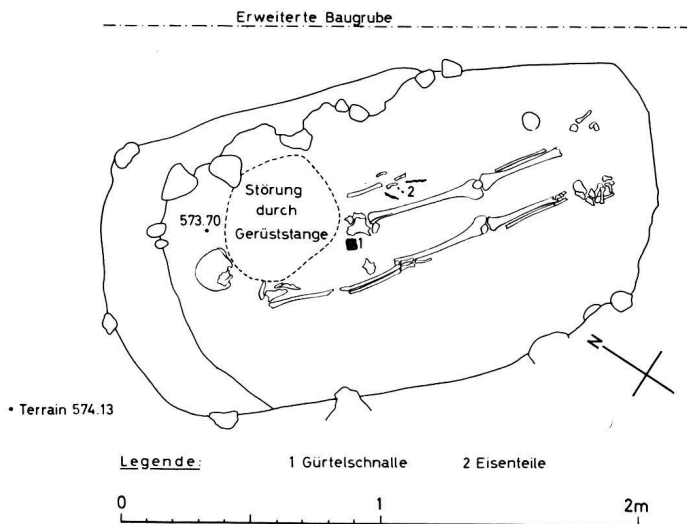 Erweiterte Baugrube
Störung
durch
Gerüststange
573.70
2
1
N
• Terrain 574.13
Legende:    1 Gürtelschnalle    2 Eisenteile
0    1    2m